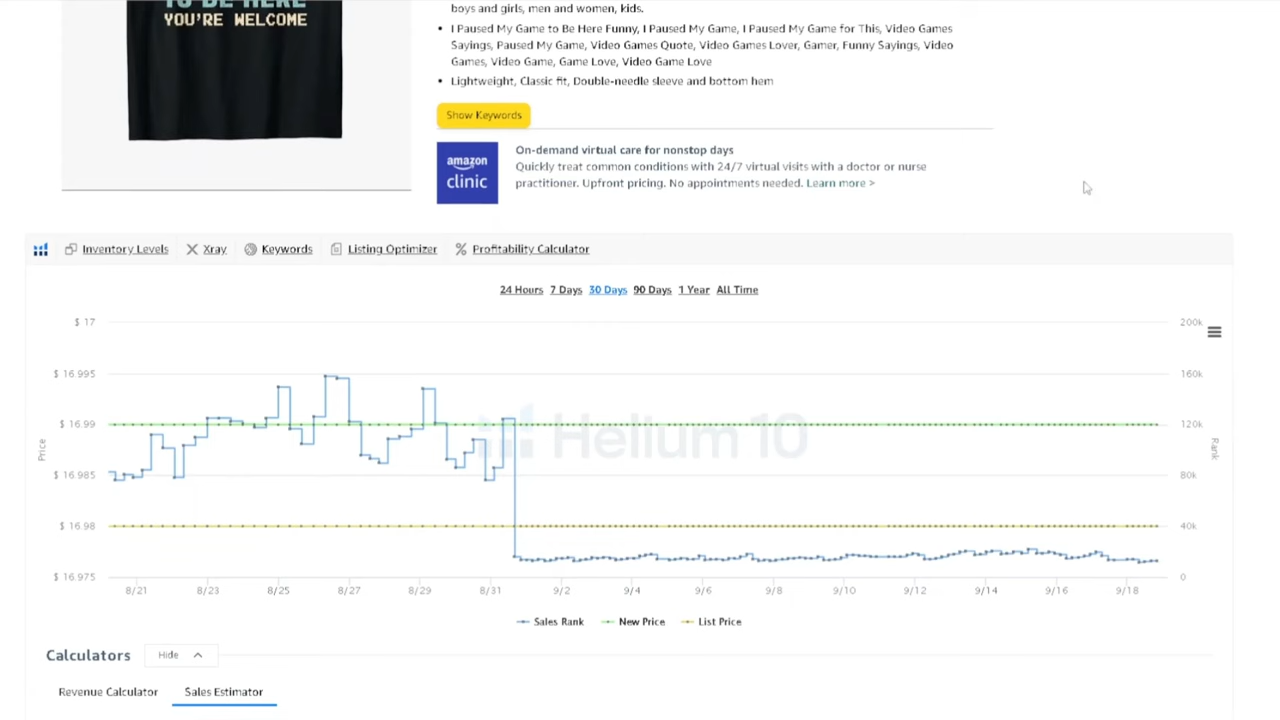 TO BE HERE
YOU'RE WELCOME
boys and girls, men and women, kids.
• I Paused My Game to Be Here Funny, I Paused My Game, I Paused My Game for This, Video Games
Sayings, Paused My Game, Video Games Quote, Video Games Lover, Gamer, Funny Sayings, Video
Games, Video Game, Game Love, Video Game Love
• Lightweight, Classic fit, Double-needle sleeve and bottom hem
Show Keywords
amazon
clinic
On-demand virtual care for nonstop days
Quickly treat common conditions with 24/7 virtual visits with a doctor or nurse
practitioner. Upfront pricing. No appointments needed. Learn more >
Inventory Levels Xray Keywords Listing Optimizer Profitability Calculator
24 Hours 7 Days 30 Days 90 Days 1 Year All Time
$ 17 200k
$ 16.995 160k
$ 16.99 120k
Helium 10
Price Rank
$ 16.985 80k
$ 16.98 40k
$ 16.975 0
8/21 8/23 8/25 8/27 8/29 8/31 9/2 9/4 9/6 9/8 9/10 9/12 9/14 9/16 9/18
Sales Rank New Price List Price
Calculators Hide
Revenue Calculator Sales Estimator